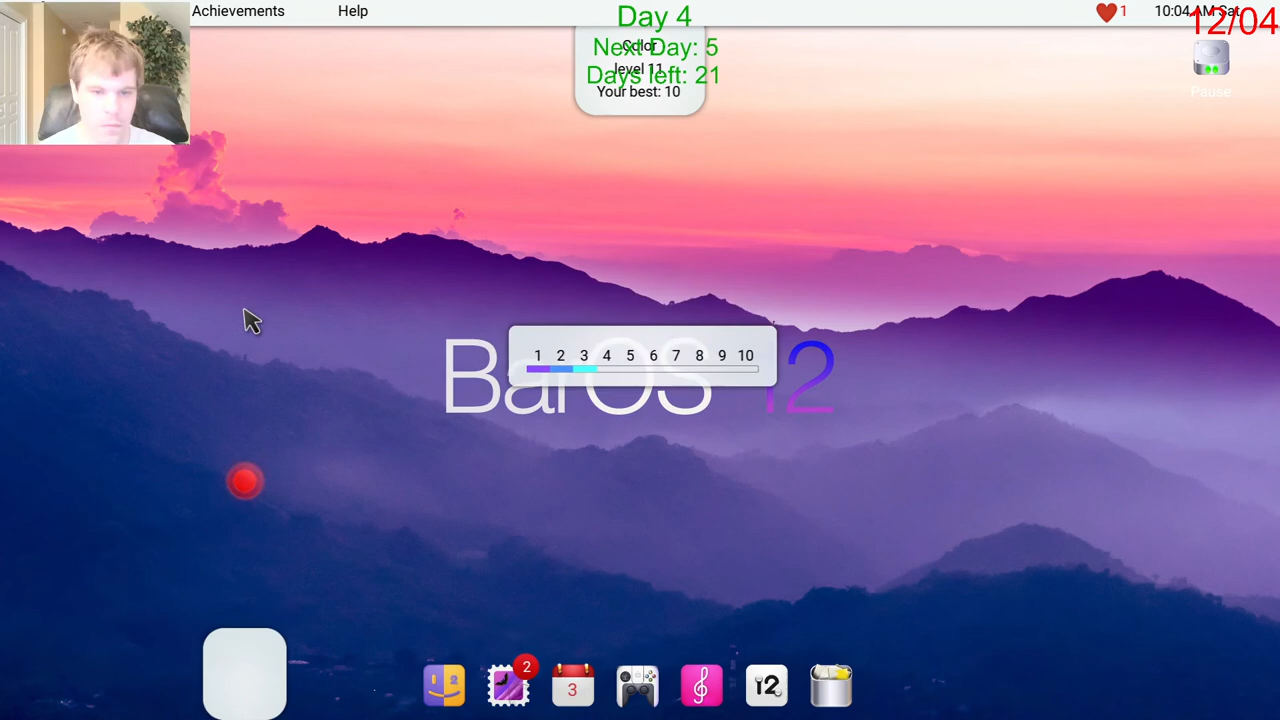 Achievements
Help
1
10:04 AM Sat
12/04
Day 4
Color
Next Day: 5
level 11
Days left: 21
Your best: 10
Pause
1 2 3 4 5 6 7 8 9 10
BarOS 12
2
3
12